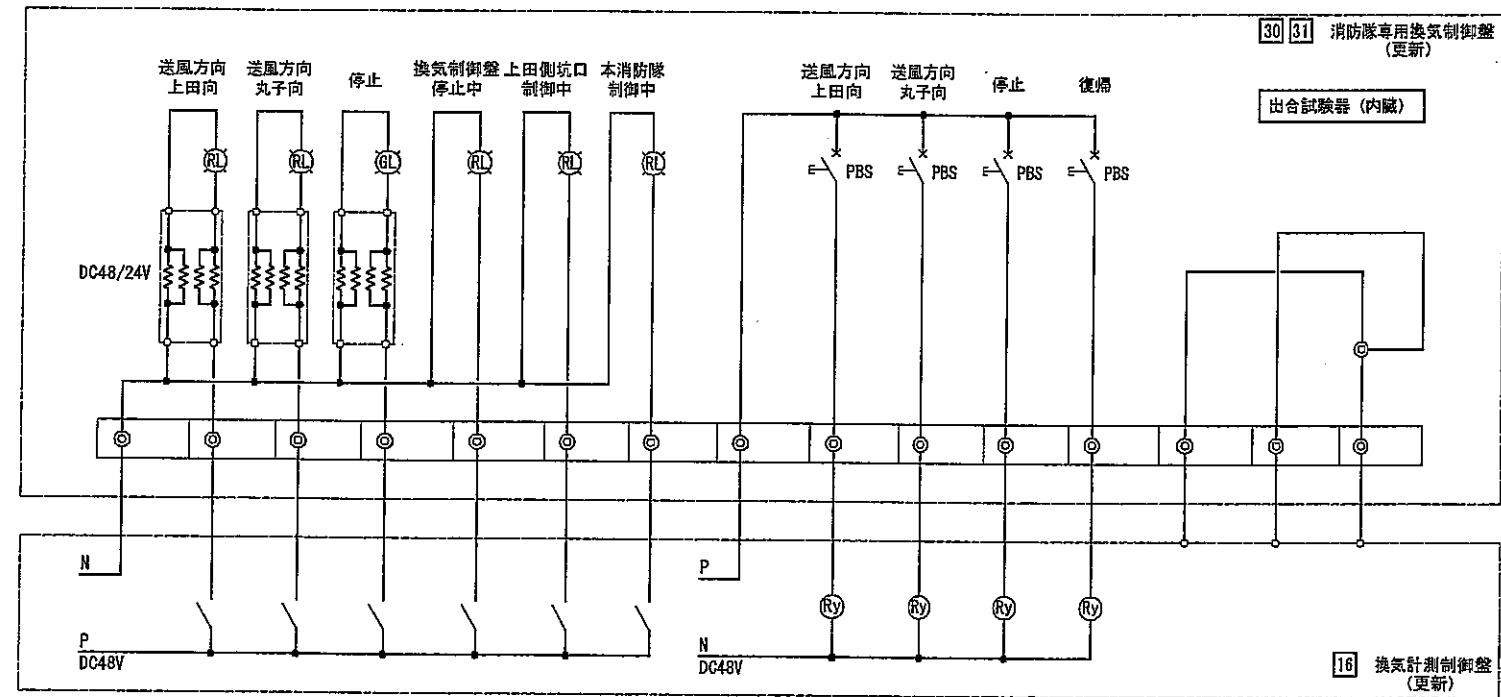 30 31 消防隊専用換気制御盤
(更新)
出合試験器 (内臓)
送風方向
上田向
送風方向
丸子向
停止
換気制御盤
停止中
上田側坑口
制御中
本消防隊
制御中
送風方向
上田向
送風方向
丸子向
停止
復帰
RL
RL
GL
RL
RL
RL
PBS
PBS
PBS
PBS
DC48/24V
N
P
Ry
Ry
Ry
Ry
P
DC48V
N
DC48V
16 換気計測制御盤
(更新)